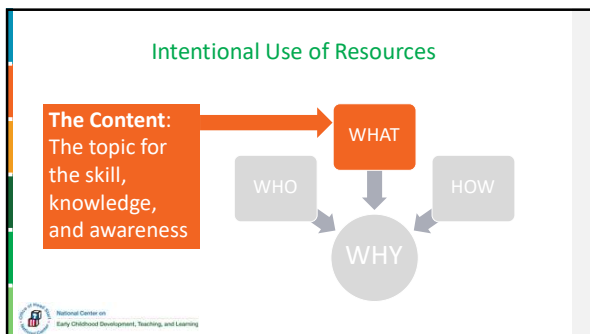 Intentional Use of Resources
The Content:
The topic for
the skill,
knowledge,
and awareness
WHAT
WHO
HOW
WHY
National Center on
Early Childhood Development, Teaching, and Learning